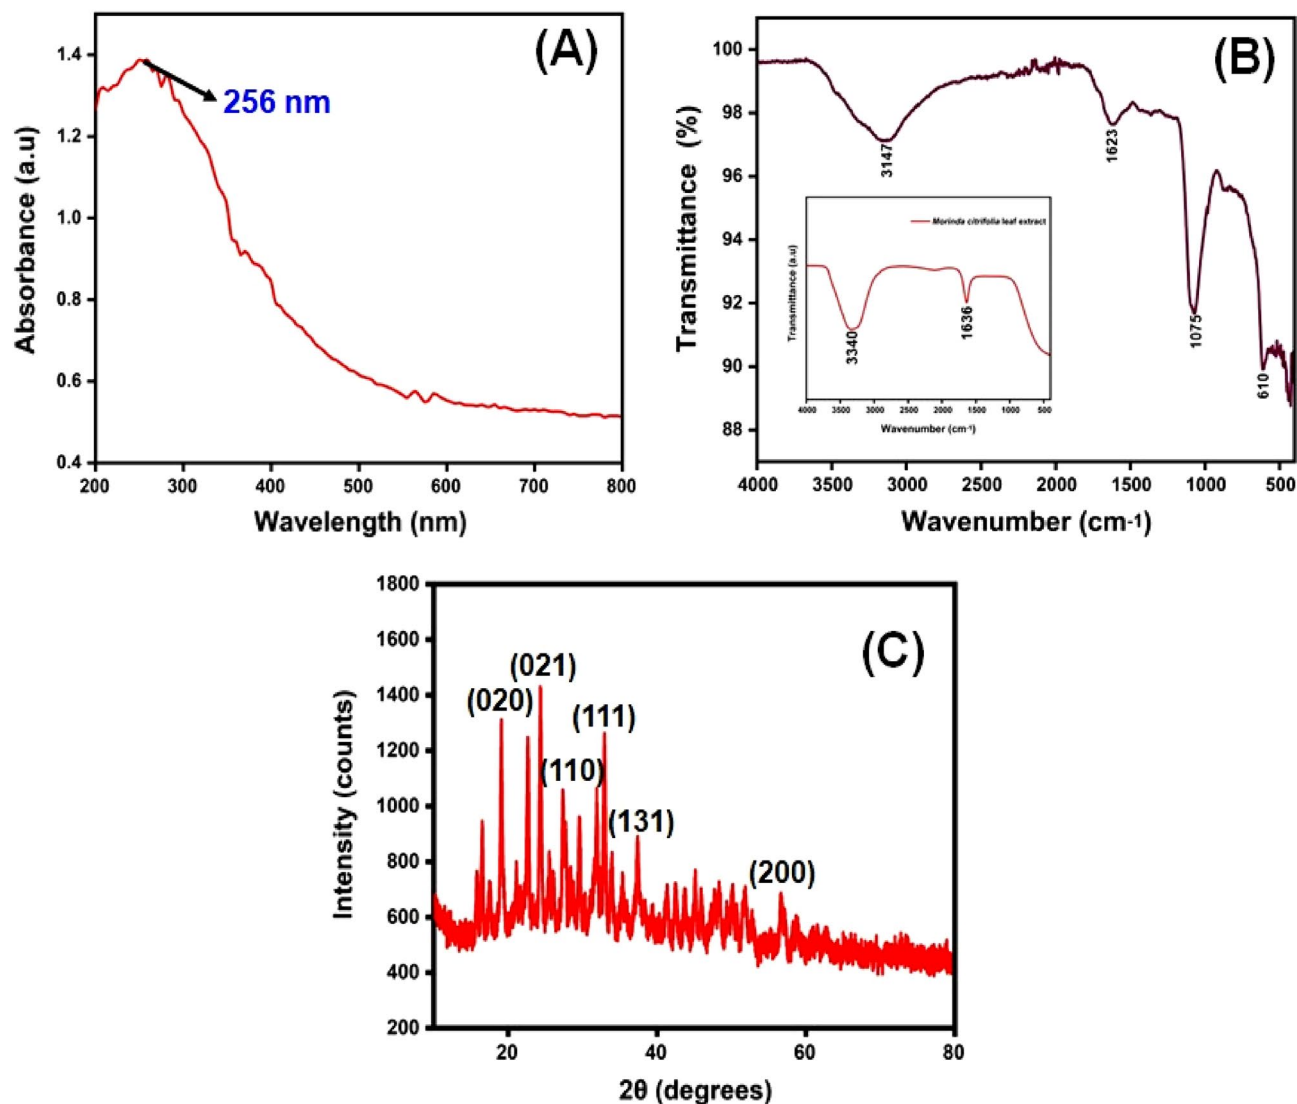 (A)
256 nm
Absorbance (a.u)
1.4
1.2
1.0
0.8
0.6
0.4
200 300 400 500 600 700 800
Wavelength (nm)
(B)
Transmittance (%)
100
98
96
94
92
90
88
3147
1623
1075
610
Morinda citrifolia leaf extract
Transmittance (a.u)
3340
1636
4000 3500 3000 2500 2000 1500 1000 500
Wavenumber (cm-1)
4000 3500 3000 2500 2000 1500 1000 500
Wavenumber (cm-1)
(C)
Intensity (counts)
1800
1600
1400
1200
1000
800
600
400
200
(020)
(021)
(110)
(111)
(131)
(200)
20 40 60 80
2θ (degrees)